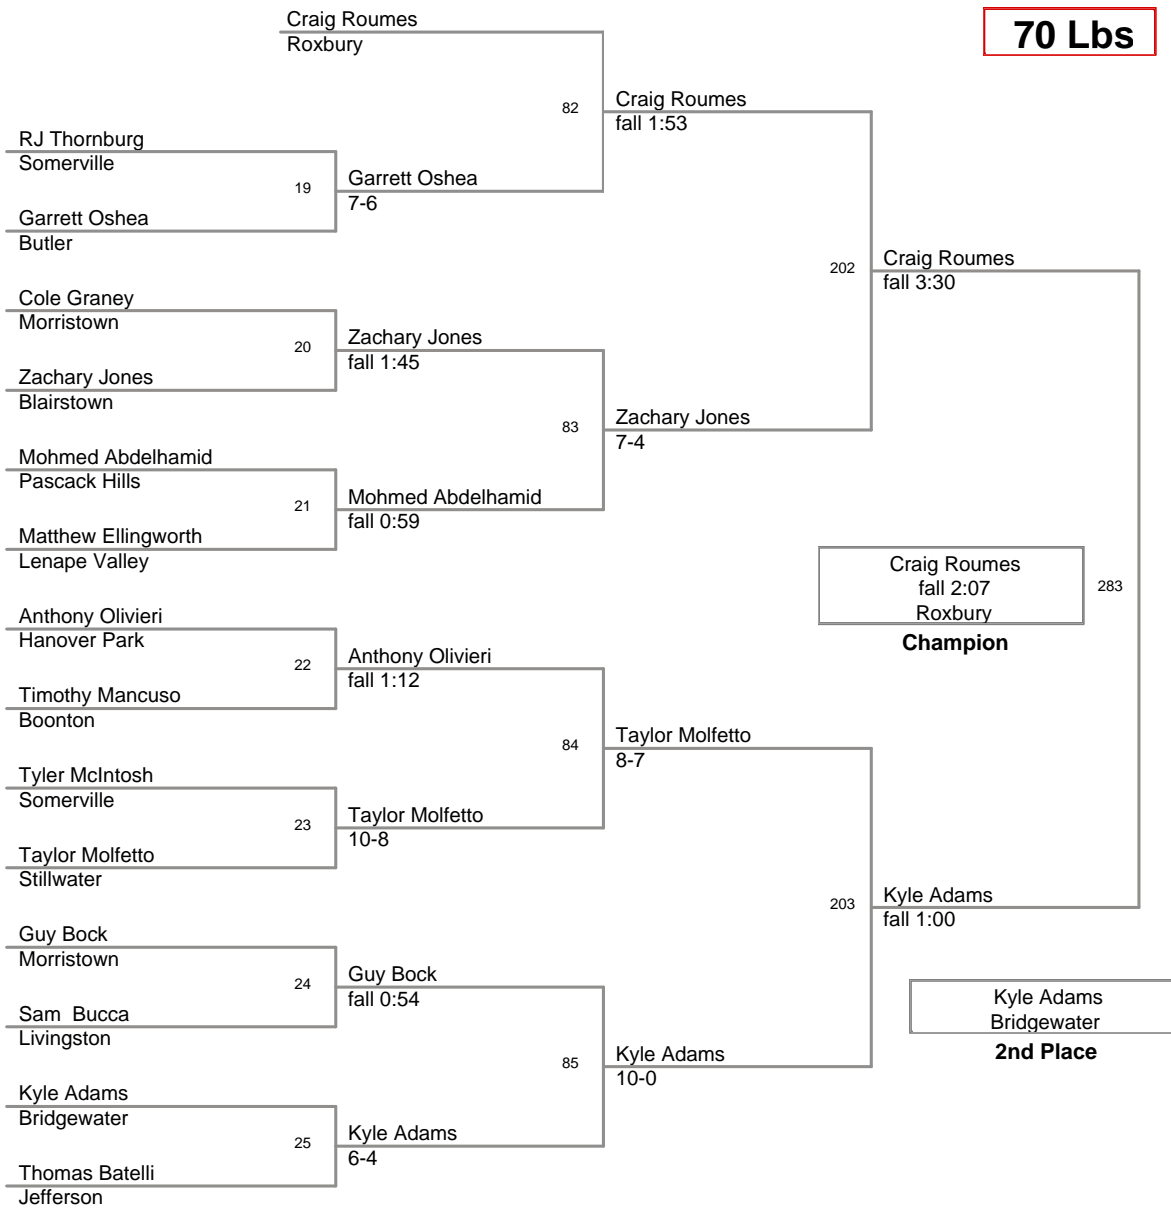 Craig Roumes
Roxbury
70 Lbs
82
Craig Roumes
fall 1:53
RJ Thornburg
Somerville
19
Garrett Oshea
7-6
Garrett Oshea
Butler
202
Craig Roumes
fall 3:30
Cole Graney
Morristown
20
Zachary Jones
fall 1:45
Zachary Jones
Blairstown
83
Zachary Jones
7-4
Mohmed Abdelhamid
Pascack Hills
21
Mohmed Abdelhamid
fall 0:59
Matthew Ellingworth
Lenape Valley
Craig Roumes
fall 2:07
Roxbury
283
Champion
Anthony Olivieri
Hanover Park
22
Anthony Olivieri
fall 1:12
Timothy Mancuso
Boonton
84
Taylor Molfetto
8-7
Tyler McIntosh
Somerville
23
Taylor Molfetto
10-8
Taylor Molfetto
Stillwater
203
Kyle Adams
fall 1:00
Guy Bock
Morristown
24
Guy Bock
fall 0:54
Sam  Bucca
Livingston
Kyle Adams
Bridgewater
2nd Place
85
Kyle Adams
10-0
Kyle Adams
Bridgewater
25
Kyle Adams
6-4
Thomas Batelli
Jefferson